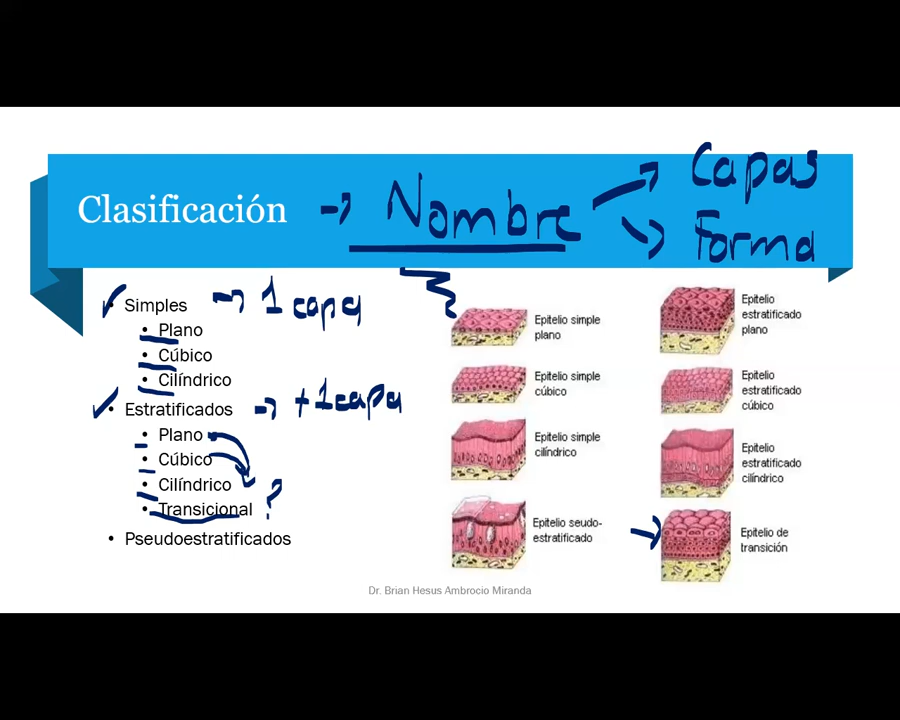 Clasificación → Nombre
Capas
Forma
• Simples → 1 capa
• Plano
• Cúbico
• Cilíndrico
• Estratificados → + 1 capa
• Plano
• Cúbico
• Cilíndrico
• Transicional ?
• Pseudoestratificados
Epitelio simple
plano
Epitelio simple
cúbico
Epitelio simple
cilíndrico
Epitelio seudo-
estratificado
Epitelio
estratificado
plano
Epitelio
estratificado
cúbico
Epitelio
estratificado
cilíndrico
Epitelio de
transición
Dr. Brian Hesus Ambrocio Miranda